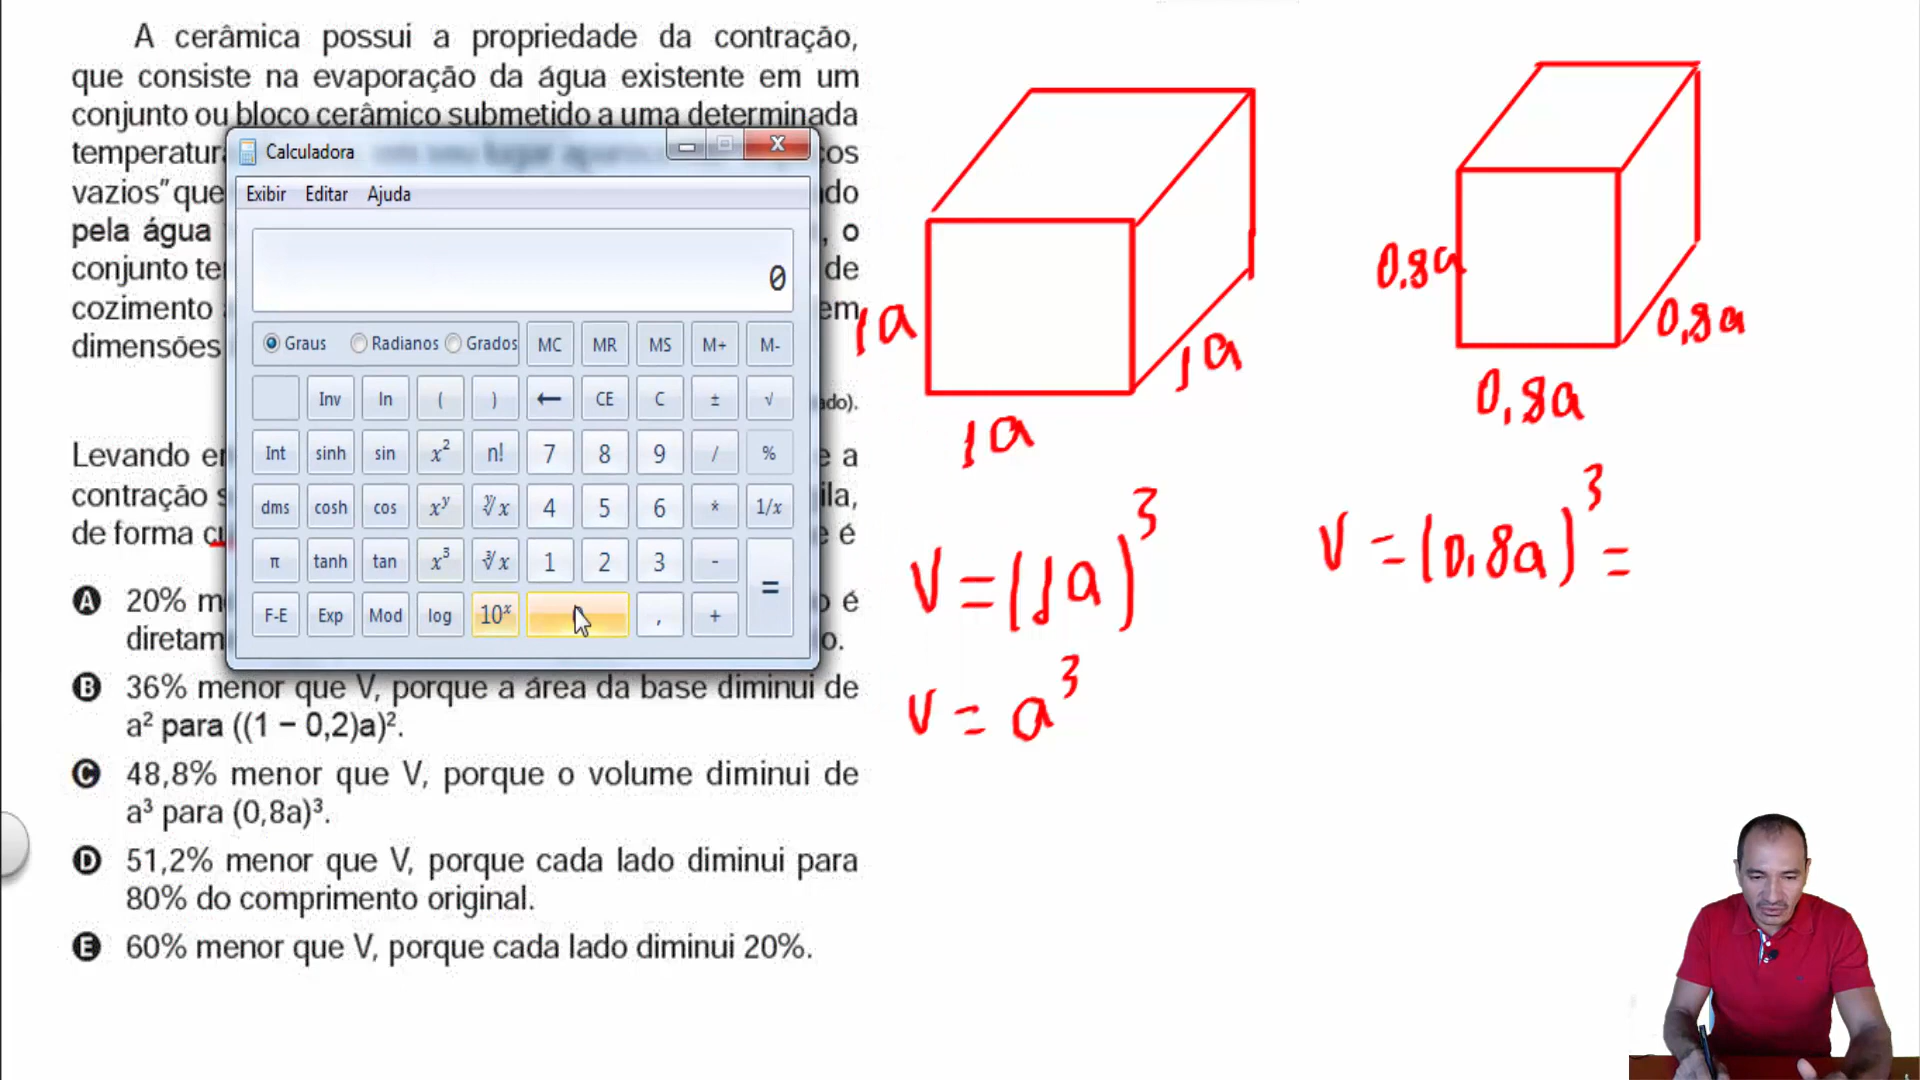 A cerâmica possui a propriedade da contração,
que consiste na evaporação da água existente em um
conjunto ou bloco cerâmico submetido a uma determinada
temperatura
vazios" que
pela água , o
conjunto de
cozimento em
dimensões
ado).
Levando e a
contração
de forma e é
A 20% é
diretam o.
B 36% menor que V, porque a área da base diminui de
a² para ((1 − 0,2)a)².
C 48,8% menor que V, porque o volume diminui de
a³ para (0,8a)³.
D 51,2% menor que V, porque cada lado diminui para
80% do comprimento original.
E 60% menor que V, porque cada lado diminui 20%.
Calculadora
Exibir Editar Ajuda
0
Graus Radianos Grados MC MR MS M+ M-
Inv ln ( ) ← CE C ± √
Int sinh sin x² n! 7 8 9 / %
dms cosh cos xʸ ʸ√x 4 5 6 * 1/x
π tanh tan x³ ³√x 1 2 3 - =
F-E Exp Mod log 10ˣ , +
1a
1a
1a
V = (1a)³
V = a³
0,8a
0,8a
0,8a
V = (0,8a)³ =